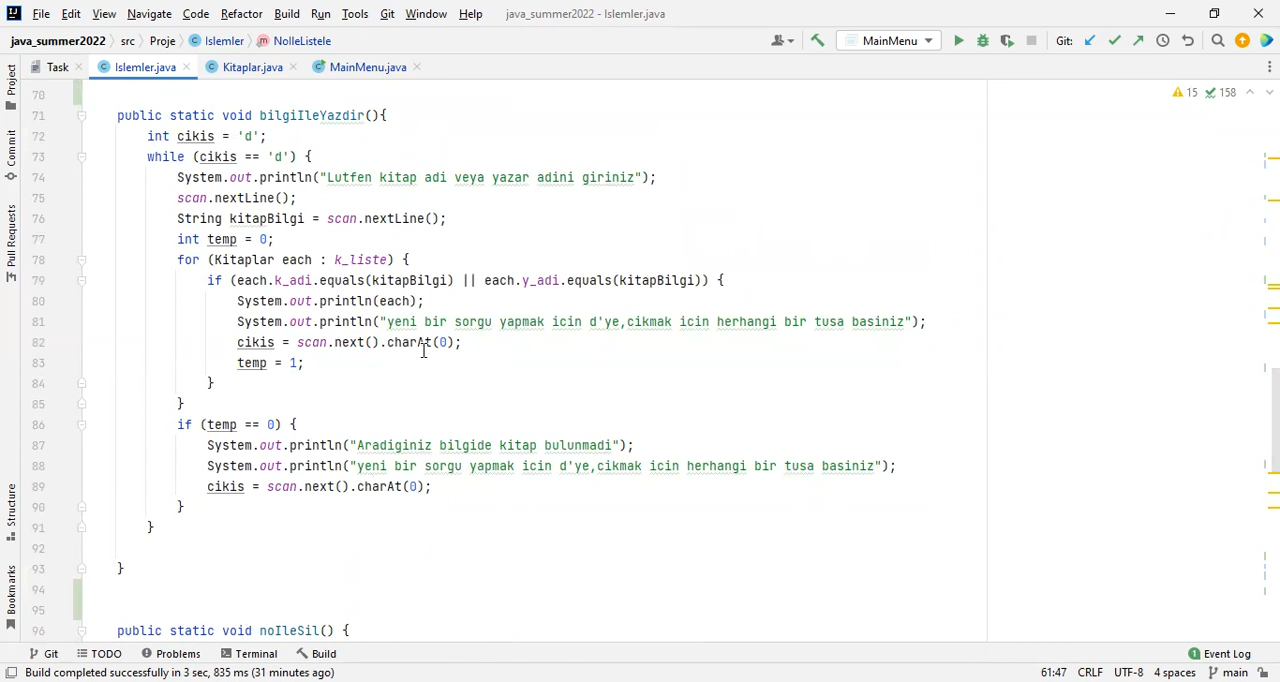 File Edit View Navigate Code Refactor Build Run Tools Git Window Help java_summer2022 - Islemler.java
java_summer2022 src Proje Islemler NolleListele MainMenu Git:
Task Islemler.java Kitaplar.java MainMenu.java
15 158
70
71 public static void bilgiIleYazdir(){
72 int cikis = 'd';
73 while (cikis == 'd') {
74 System.out.println("Lutfen kitap adi veya yazar adini giriniz");
75 scan.nextLine();
76 String kitapBilgi = scan.nextLine();
77 int temp = 0;
78 for (Kitaplar each : k_liste) {
79 if (each.k_adi.equals(kitapBilgi) || each.y_adi.equals(kitapBilgi)) {
80 System.out.println(each);
81 System.out.println("yeni bir sorgu yapmak icin d'ye,cikmak icin herhangi bir tusa basiniz");
82 cikis = scan.next().charAt(0);
83 temp = 1;
84 }
85 }
86 if (temp == 0) {
87 System.out.println("Aradiginiz bilgide kitap bulunmadi");
88 System.out.println("yeni bir sorgu yapmak icin d'ye,cikmak icin herhangi bir tusa basiniz");
89 cikis = scan.next().charAt(0);
90 }
91 }
92
93 }
94
95
96 public static void noIleSil() {
Project
Commit
Pull Requests
Structure
Bookmarks
Git TODO Problems Terminal Build 1 Event Log
Build completed successfully in 3 sec, 835 ms (31 minutes ago) 61:47 CRLF UTF-8 4 spaces main